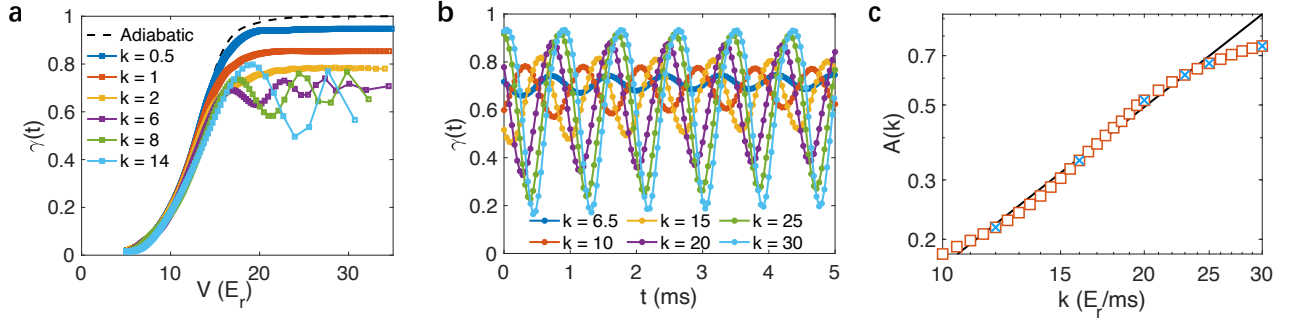 a
γ(t)
1
0.8
0.6
0.4
0.2
0
Adiabatic
k = 0.5
k = 1
k = 2
k = 6
k = 8
k = 14
0 10 20 30
V (E_r)
b
γ(t)
1
0.8
0.6
0.4
0.2
0
k = 6.5 k = 15 k = 25
k = 10 k = 20 k = 30
0 1 2 3 4 5
t (ms)
c
A(k)
0.7
0.5
0.3
0.2
10 15 20 25 30
k (E_r/ms)